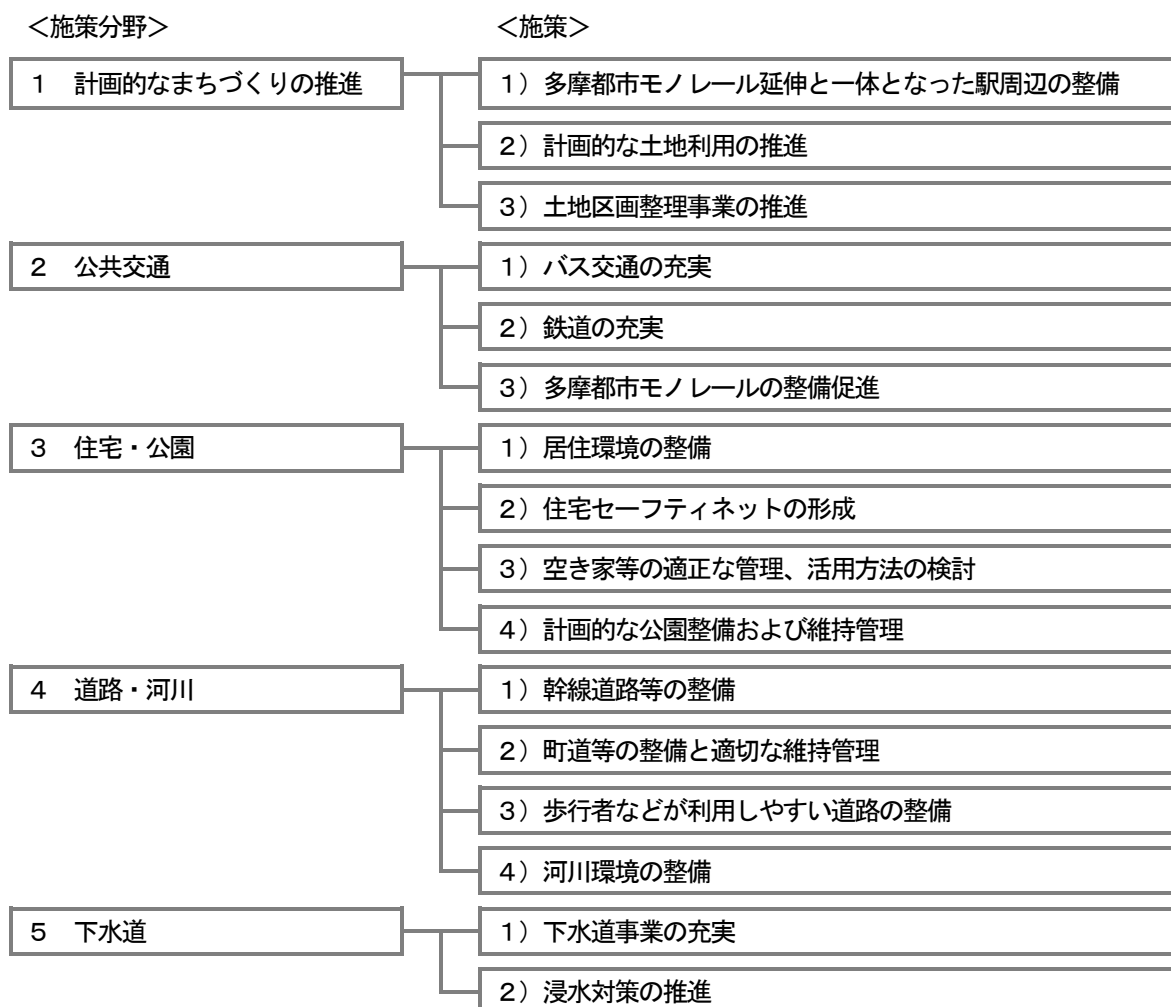 ＜施策分野＞　＜施策＞
１　計画的なまちづくりの推進　１）多摩都市モノレール延伸と一体となった駅周辺の整備
２）計画的な土地利用の推進
３）土地区画整理事業の推進
２　公共交通　１）バス交通の充実
２）鉄道の充実
３）多摩都市モノレールの整備促進
３　住宅・公園　１）居住環境の整備
２）住宅セーフティネットの形成
３）空き家等の適正な管理、活用方法の検討
４）計画的な公園整備および維持管理
４　道路・河川　１）幹線道路等の整備
２）町道等の整備と適切な維持管理
３）歩行者などが利用しやすい道路の整備
４）河川環境の整備
５　下水道　１）下水道事業の充実
２）浸水対策の推進